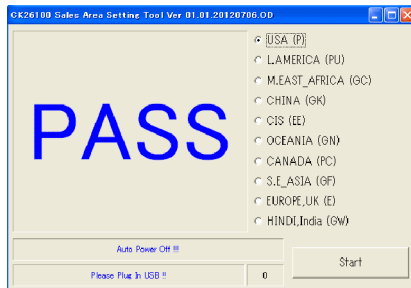 CK26100 Sales Area Setting Tool Ver 01.01.20120706.OD
USA (P)
L.AMERICA (PU)
M.EAST_AFRICA (GC)
CHINA (GK)
CIS (EE)
OCEANIA (GN)
CANADA (PC)
S.E_ASIA (GF)
EUROPE,UK (E)
HINDI,India (GW)
PASS
Auto Power Off !!!
Please Plug In USB !!
0
Start